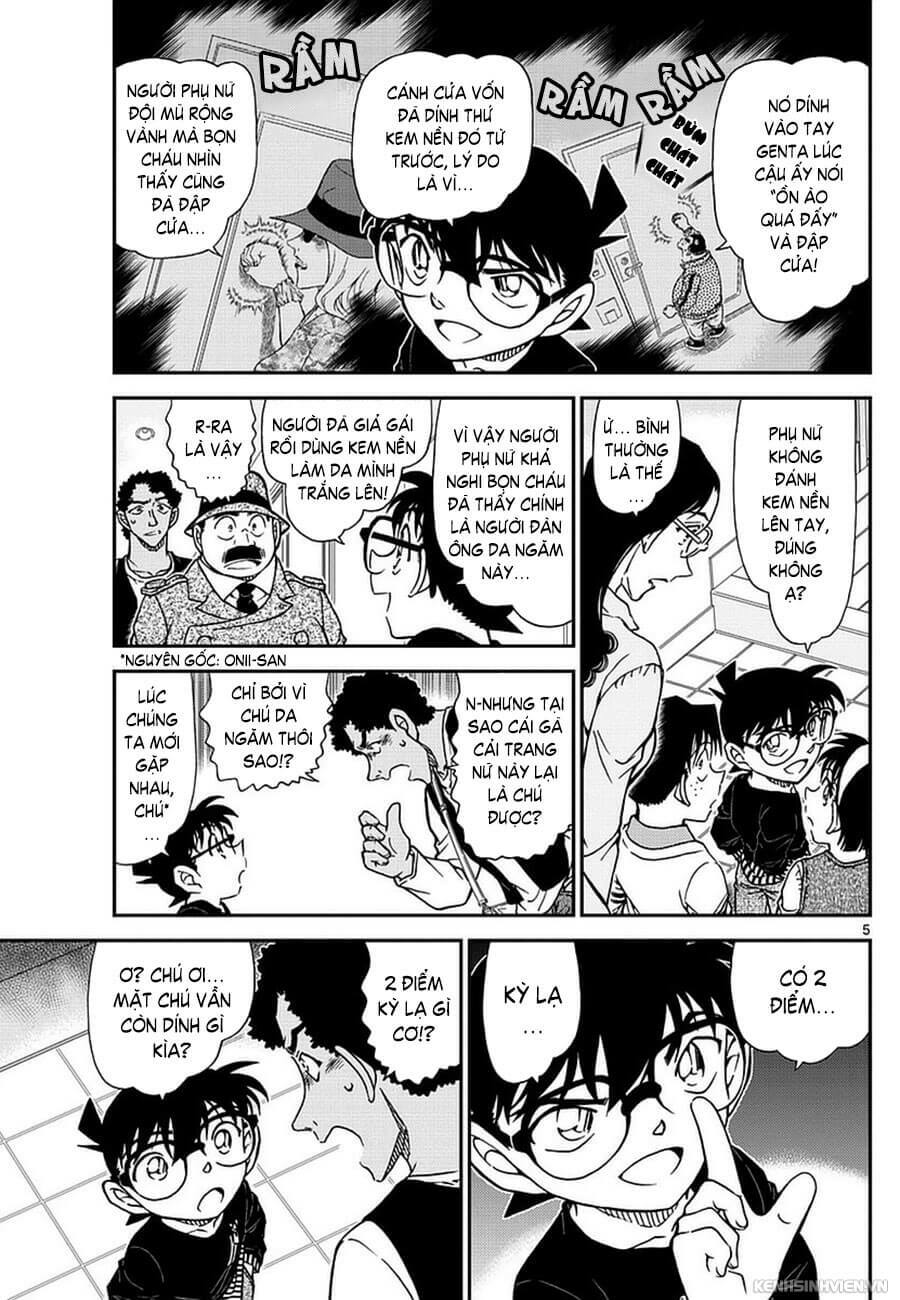 NÓ DÍNH
VÀO TAY
GENTA LÚC
CẬU ẤY NÓI
“ỒN ÀO
QUÁ ĐẤY”
VÀ ĐẬP
CỬA!
RẦM
RẦM
BÙM
CHÁT
CHÁT
CÁNH CỬA VỐN
ĐÃ DÍNH THỨ
KEM NỀN ĐÓ TỪ
TRƯỚC, LÝ DO
LÀ VÌ...
RẦM
NGƯỜI PHỤ NỮ
ĐỘI MŨ RỘNG
VÀNH MÀ BỌN
CHÁU NHÌN
THẤY CŨNG
ĐÃ ĐẬP
CỬA...
PHỤ NỮ
KHÔNG
ĐÁNH
KEM NỀN
LÊN TAY,
ĐÚNG
KHÔNG
Ạ?
Ừ... BÌNH
THƯỜNG
LÀ THẾ
...
VÌ VẬY NGƯỜI
PHỤ NỮ KHẢ
NGHI BỌN CHÁU
ĐÃ THẤY CHÍNH
LÀ NGƯỜI ĐÀN
ÔNG DA NGĂM
NÀY...
NGƯỜI ĐÃ GIẢ GÁI
RỒI DÙNG KEM NỀN
LÀM DA MÌNH
TRẮNG LÊN!
R-RA
LÀ VẬY
...
*NGUYÊN GỐC: ONII-SAN
N-NHƯNG TẠI
SAO CÁI GÃ
CẢI TRANG
NỮ NÀY LẠI
LÀ CHÚ
ĐƯỢC?
CHỈ BỞI VÌ
CHÚ DA
NGĂM THÔI
SAO!?
LÚC
CHÚNG
TA MỚI
GẶP
NHAU,
CHÚ*
...
5
CÓ 2
ĐIỂM...
KỲ LẠ
...
2 ĐIỂM
KỲ LẠ GÌ
CƠ!?
Ơ? CHÚ ƠI...
MẶT CHÚ VẪN
CÒN DÍNH GÌ
KÌA?
KENHSINHVIEN.VN